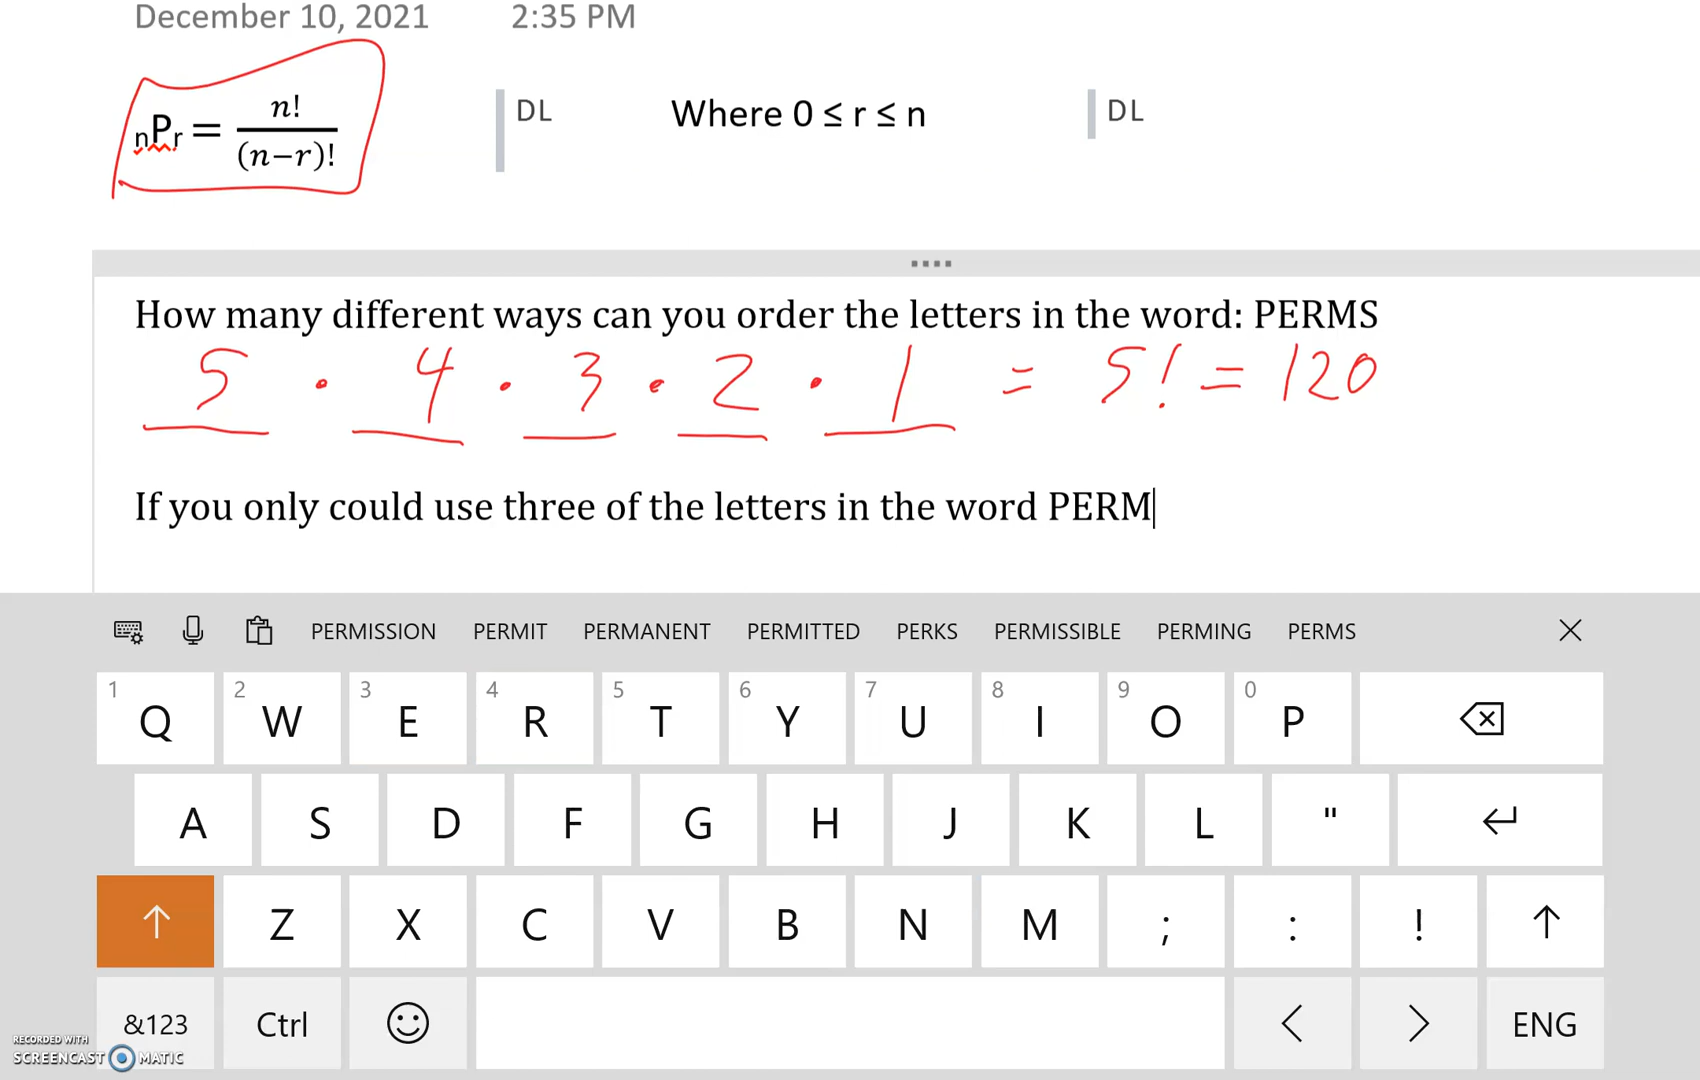 December 10, 2021 2:35 PM
nPr = n! / (n−r)!
DL
Where 0 ≤ r ≤ n
DL
How many different ways can you order the letters in the word: PERMS
5 · 4 · 3 · 2 · 1 = 5! = 120
If you only could use three of the letters in the word PERM
PERMISSION PERMIT PERMANENT PERMITTED PERKS PERMISSIBLE PERMING PERMS
1 Q 2 W 3 E 4 R 5 T 6 Y 7 U 8 I 9 O 0 P
A S D F G H J K L "
Z X C V B N M ; : !
&123 Ctrl < > ENG
RECORDED WITH
SCREENCAST MATIC